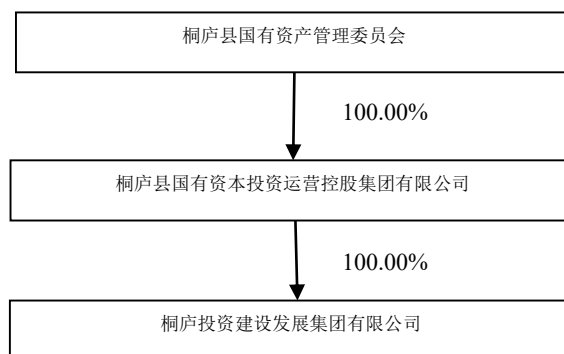 桐庐县国有资产管理委员会
100.00%
桐庐县国有资本投资运营控股集团有限公司
100.00%
桐庐投资建设发展集团有限公司